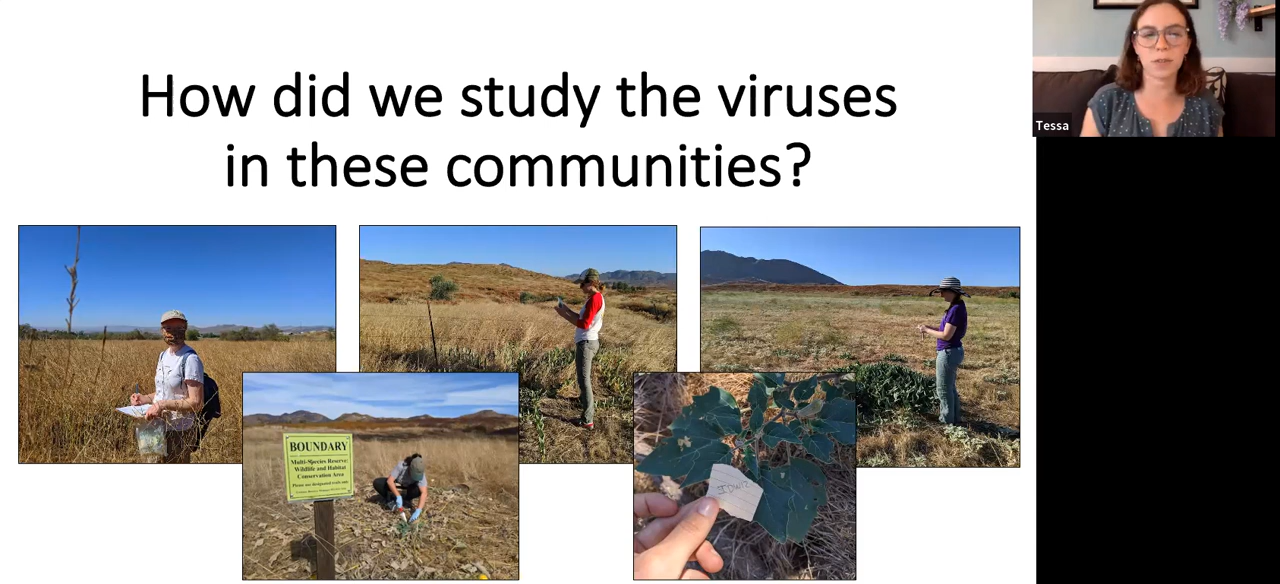 How did we study the viruses
in these communities?
Tessa
BOUNDARY
Multi-Species Reserve
Wildlife and Habitat
Conservation Area